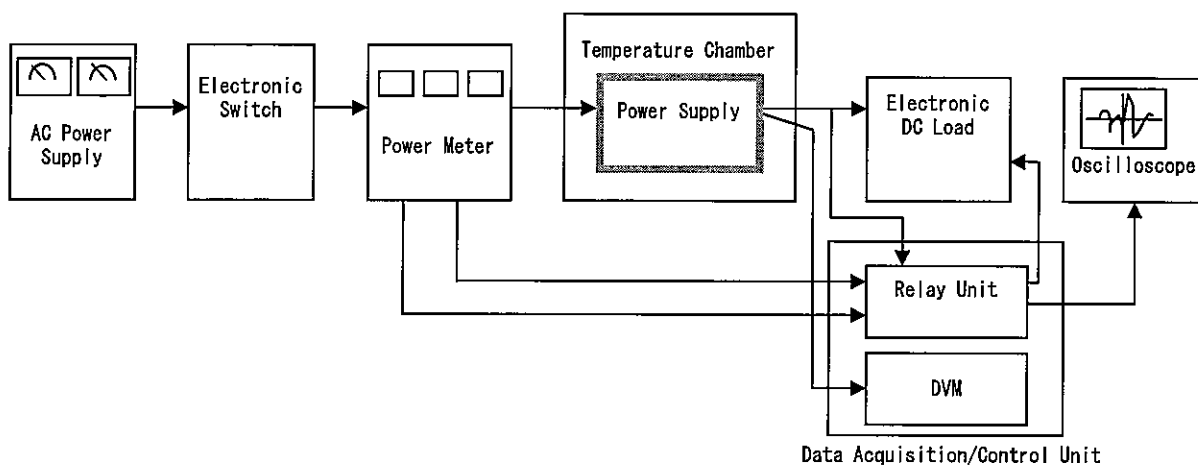 AC Power
Supply
Electronic
Switch
Power Meter
Temperature Chamber
Power Supply
Electronic
DC Load
Oscilloscope
Relay Unit
DVM
Data Acquisition/Control Unit